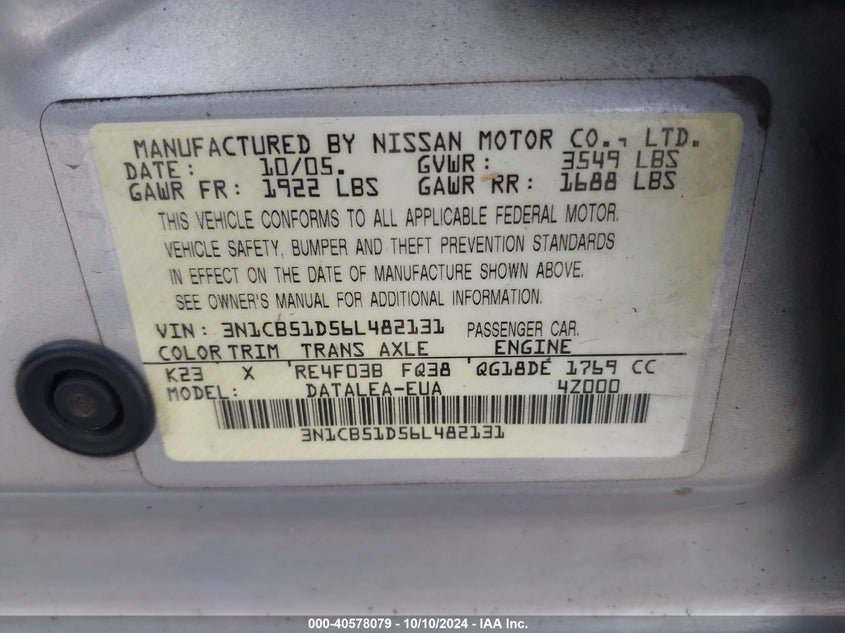 MANUFACTURED BY NISSAN MOTOR CO., LTD.
DATE: 10/05. GVWR: 3549 LBS
GAWR FR: 1922 LBS GAWR RR: 1688 LBS
THIS VEHICLE CONFORMS TO ALL APPLICABLE FEDERAL MOTOR.
VEHICLE SAFETY, BUMPER AND THEFT PREVENTION STANDARDS
IN EFFECT ON THE DATE OF MANUFACTURE SHOWN ABOVE.
SEE OWNER'S MANUAL FOR ADDITIONAL INFORMATION.
VIN: 3N1CB51D56L482131 PASSENGER CAR.
COLOR TRIM TRANS AXLE ENGINE
K23 X RE4F03B FQ38 QG18DE 1769 CC
MODEL: DATALEA-EUA 4Z000
3N1CB51D56L482131
000-40578079 - 10/10/2024 - IAA Inc.